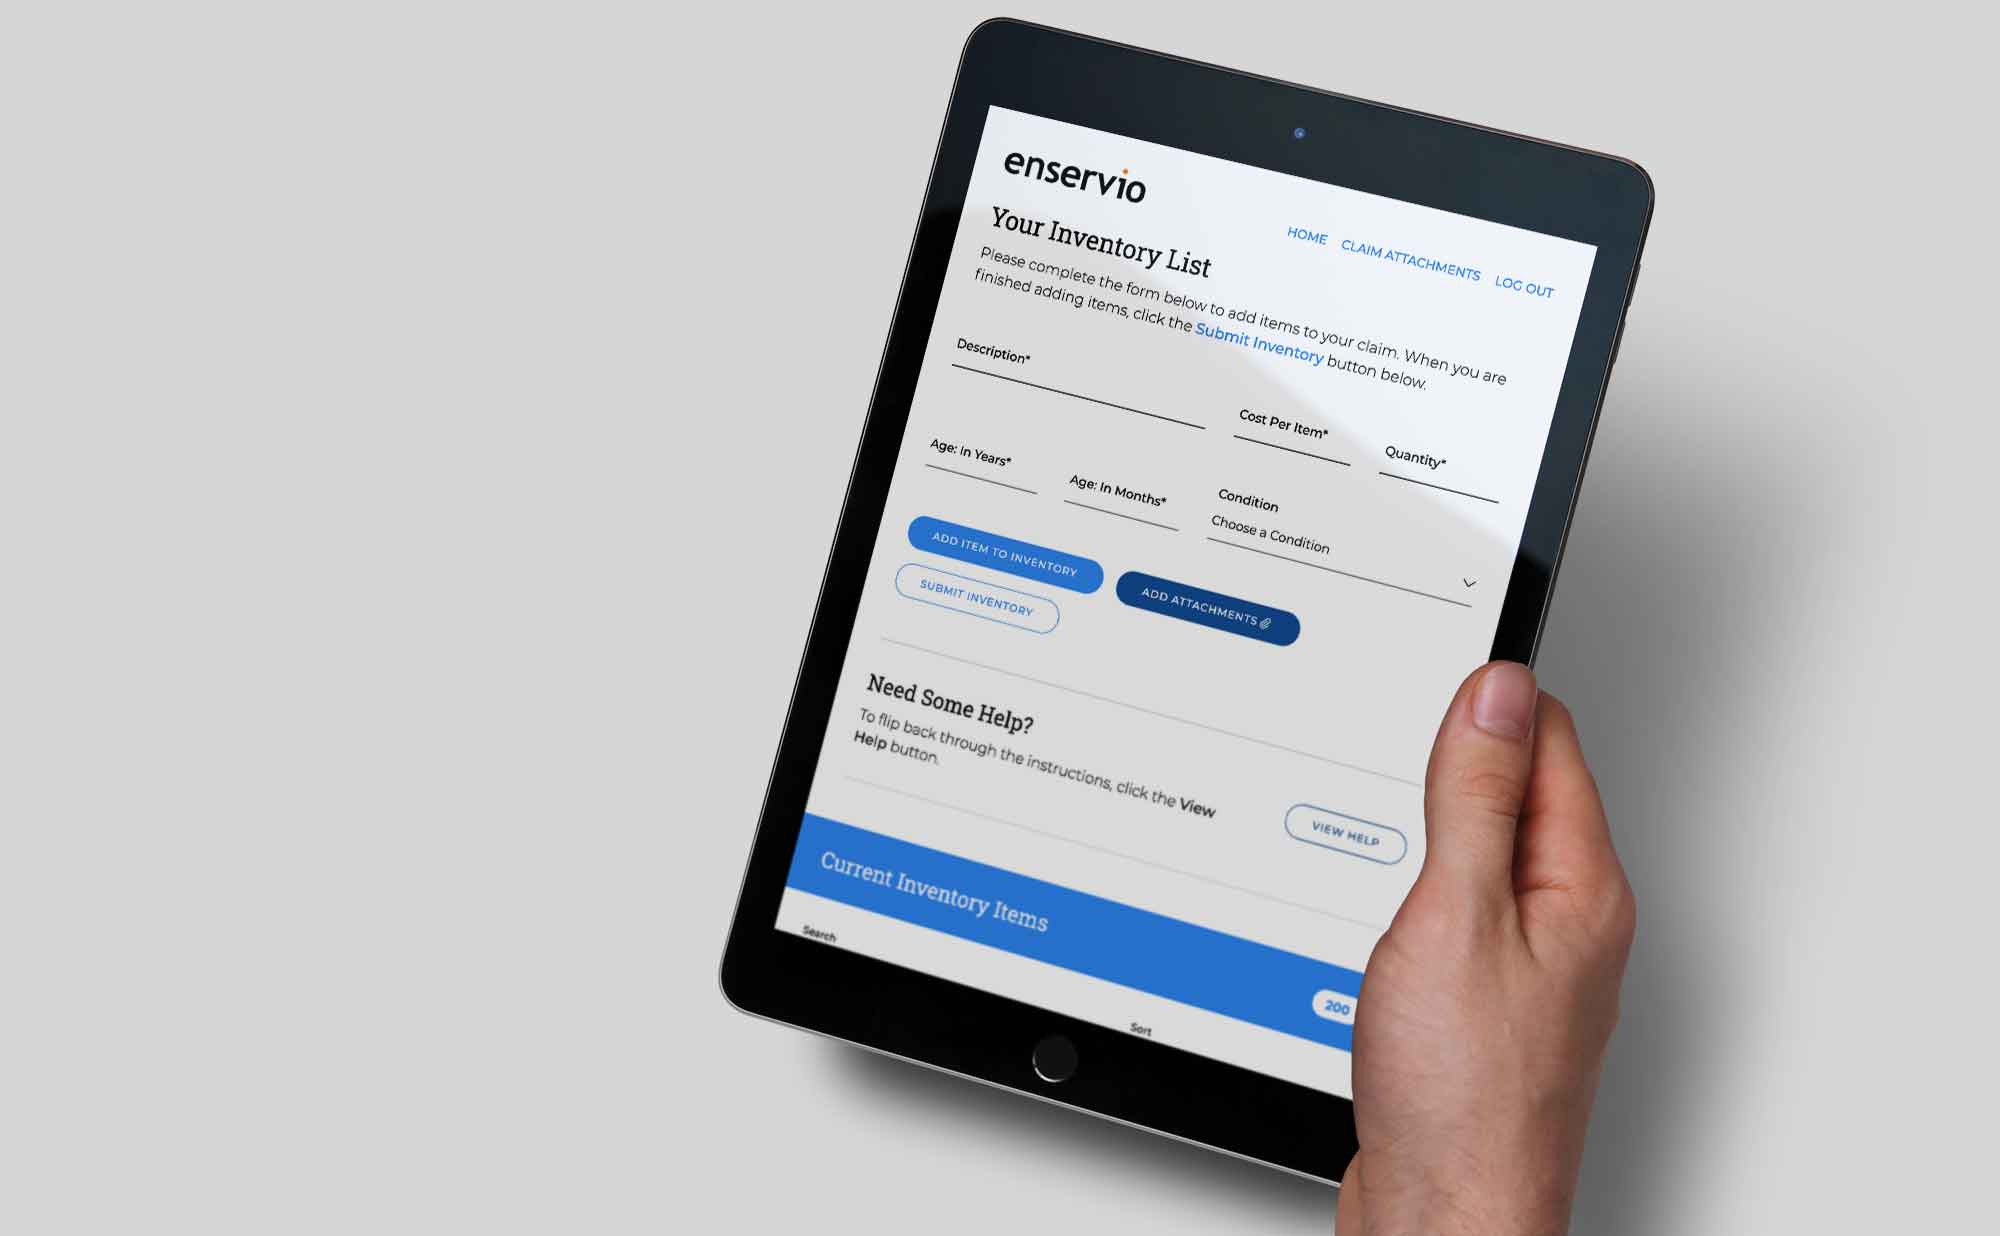 enservio
HOME CLAIM ATTACHMENTS LOG OUT
Your Inventory List
Please complete the form below to add items to your claim. When you are
finished adding items, click the Submit Inventory button below.
Description*
Cost Per Item*
Quantity*
Age: In Years*
Age: In Months*
Condition
Choose a Condition
ADD ITEM TO INVENTORY
ADD ATTACHMENTS
SUBMIT INVENTORY
Need Some Help?
To flip back through the instructions, click the View
Help button.
VIEW HELP
Current Inventory Items
200
Search
Sort